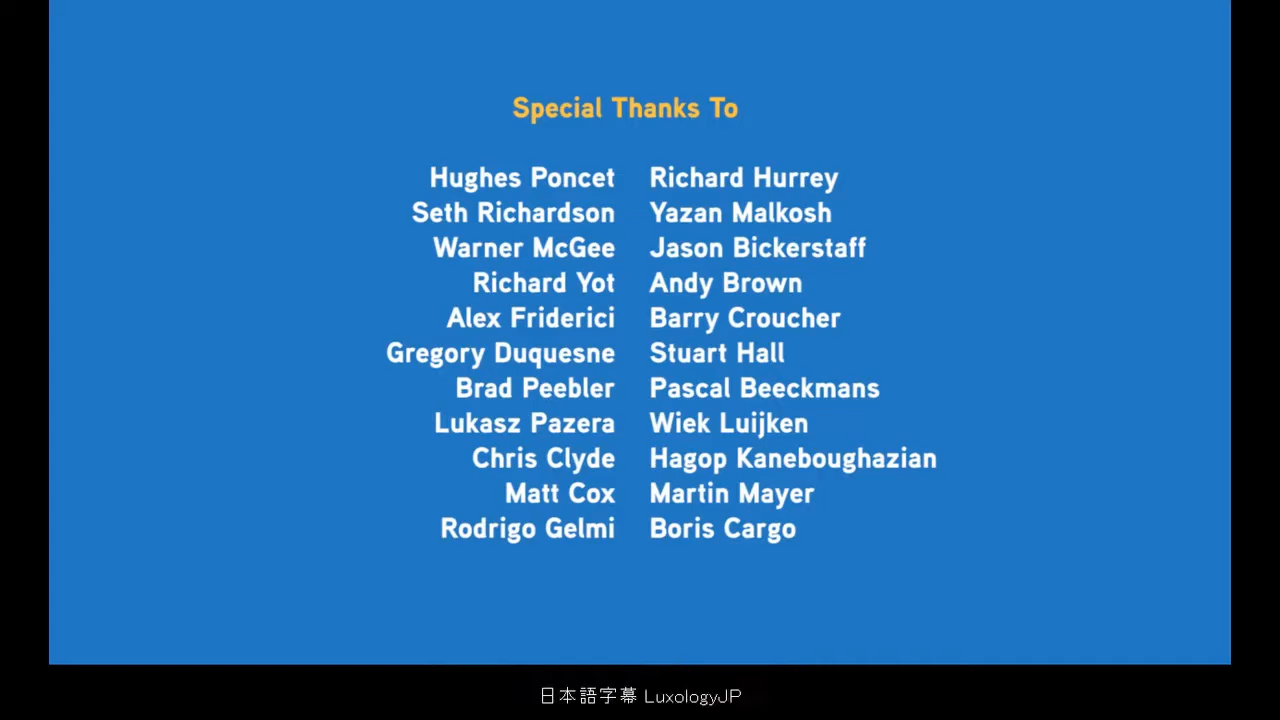 Special Thanks To
Hughes Poncet Richard Hurrey
Seth Richardson Yazan Malkosh
Warner McGee Jason Bickerstaff
Richard Yot Andy Brown
Alex Friderici Barry Croucher
Gregory Duquesne Stuart Hall
Brad Peebler Pascal Beeckmans
Lukasz Pazera Wiek Luijken
Chris Clyde Hagop Kaneboughazian
Matt Cox Martin Mayer
Rodrigo Gelmi Boris Cargo
日本語字幕 LuxologyJP